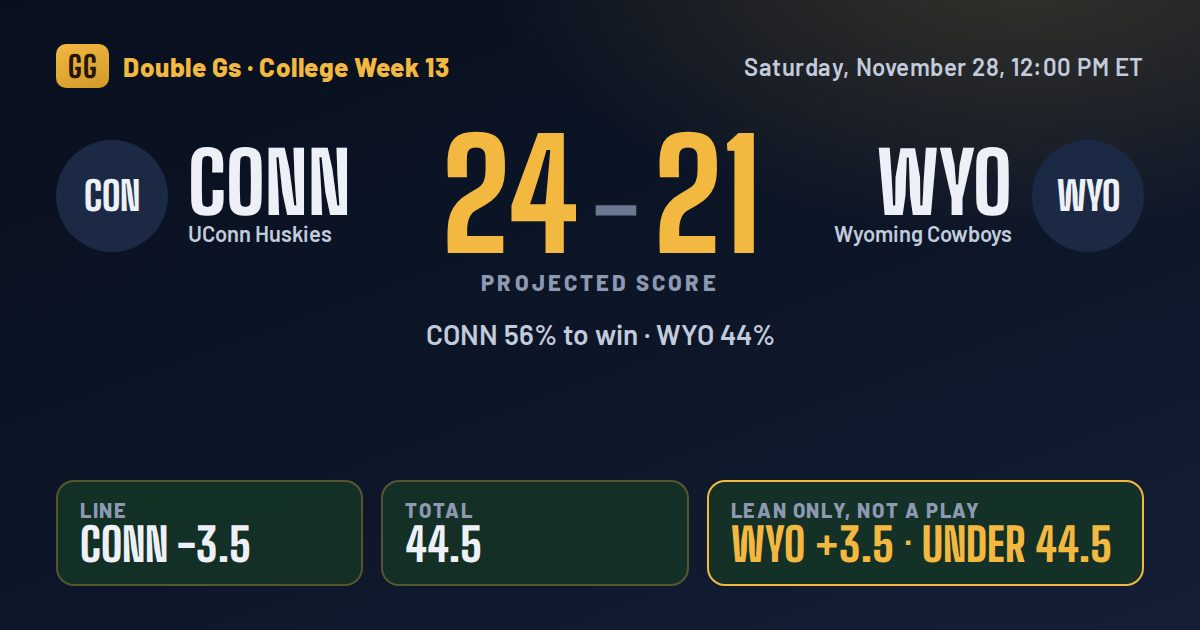 GG Double Gs · College Week 13
Saturday, November 28, 12:00 PM ET
CON CONN
UConn Huskies
24 – 21
PROJECTED SCORE
CONN 56% to win · WYO 44%
WYO WYO
Wyoming Cowboys
LINE
CONN −3.5
TOTAL
44.5
LEAN ONLY, NOT A PLAY
WYO +3.5 · UNDER 44.5